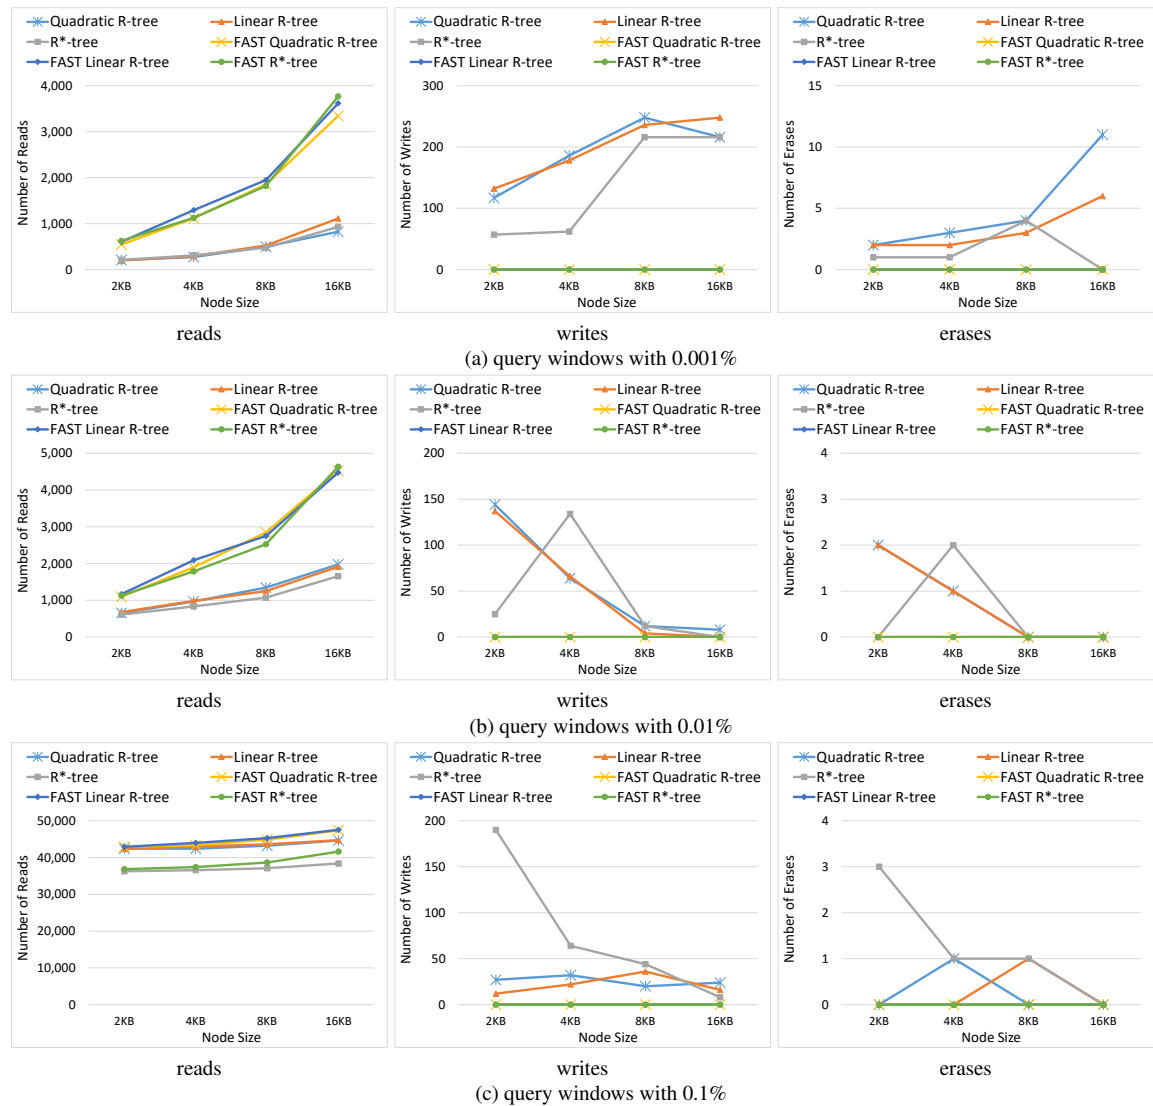 Quadratic R-tree Linear R-tree
R*-tree FAST Quadratic R-tree
FAST Linear R-tree FAST R*-tree
4,000
3,000
2,000
1,000
0
Number of Reads
2KB 4KB 8KB 16KB
Node Size
reads
Quadratic R-tree Linear R-tree
R*-tree FAST Quadratic R-tree
FAST Linear R-tree FAST R*-tree
300
200
100
0
Number of Writes
2KB 4KB 8KB 16KB
Node Size
writes
Quadratic R-tree Linear R-tree
R*-tree FAST Quadratic R-tree
FAST Linear R-tree FAST R*-tree
15
10
5
0
Number of Erases
2KB 4KB 8KB 16KB
Node Size
erases
(a) query windows with 0.001%
Quadratic R-tree Linear R-tree
R*-tree FAST Quadratic R-tree
FAST Linear R-tree FAST R*-tree
5,000
4,000
3,000
2,000
1,000
0
Number of Reads
2KB 4KB 8KB 16KB
Node Size
reads
Quadratic R-tree Linear R-tree
R*-tree FAST Quadratic R-tree
FAST Linear R-tree FAST R*-tree
200
150
100
50
0
Number of Writes
2KB 4KB 8KB 16KB
Node Size
writes
Quadratic R-tree Linear R-tree
R*-tree FAST Quadratic R-tree
FAST Linear R-tree FAST R*-tree
4
3
2
1
0
Number of Erases
2KB 4KB 8KB 16KB
Node Size
erases
(b) query windows with 0.01%
Quadratic R-tree Linear R-tree
R*-tree FAST Quadratic R-tree
FAST Linear R-tree FAST R*-tree
50,000
40,000
30,000
20,000
10,000
0
Number of Reads
2KB 4KB 8KB 16KB
Node Size
reads
Quadratic R-tree Linear R-tree
R*-tree FAST Quadratic R-tree
FAST Linear R-tree FAST R*-tree
200
150
100
50
0
Number of Writes
2KB 4KB 8KB 16KB
Node Size
writes
Quadratic R-tree Linear R-tree
R*-tree FAST Quadratic R-tree
FAST Linear R-tree FAST R*-tree
4
3
2
1
0
Number of Erases
2KB 4KB 8KB 16KB
Node Size
erases
(c) query windows with 0.1%